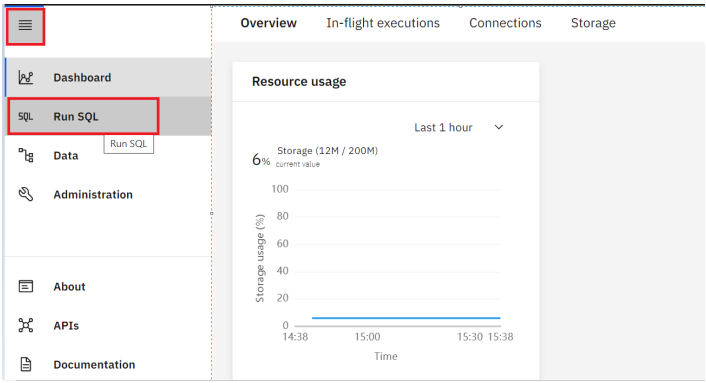 Overview In-flight executions Connections Storage
Dashboard
SQL Run SQL
Run SQL
Data
Administration
About
APIs
Documentation
Resource usage
Last 1 hour
6% Storage (12M / 200M)
current value
Storage usage (%)
100
80
60
40
20
0
14:38 15:00 15:30 15:38
Time